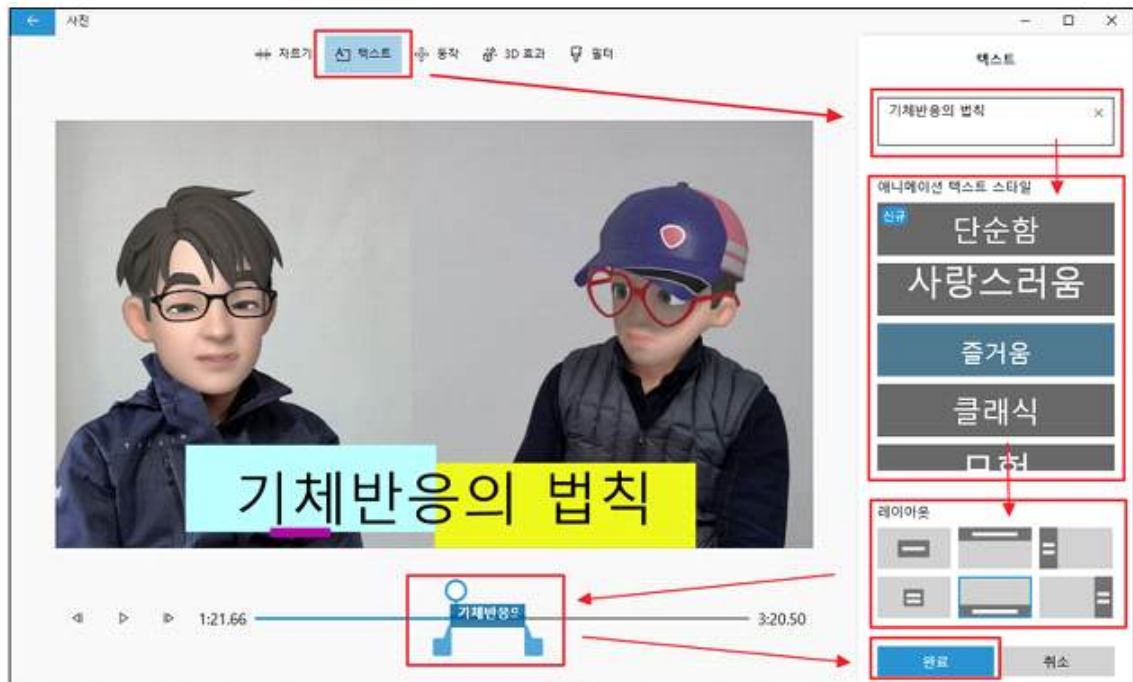 사진
자르기 텍스트 동작 3D 효과 필터
텍스트
기체반응의 법칙
애니메이션 텍스트 스타일
신규
단순함
사랑스러움
즐거움
클래식
모험
기체반응의 법칙
레이아웃
1:21.66
기체반응의
3:20.50
완료 취소